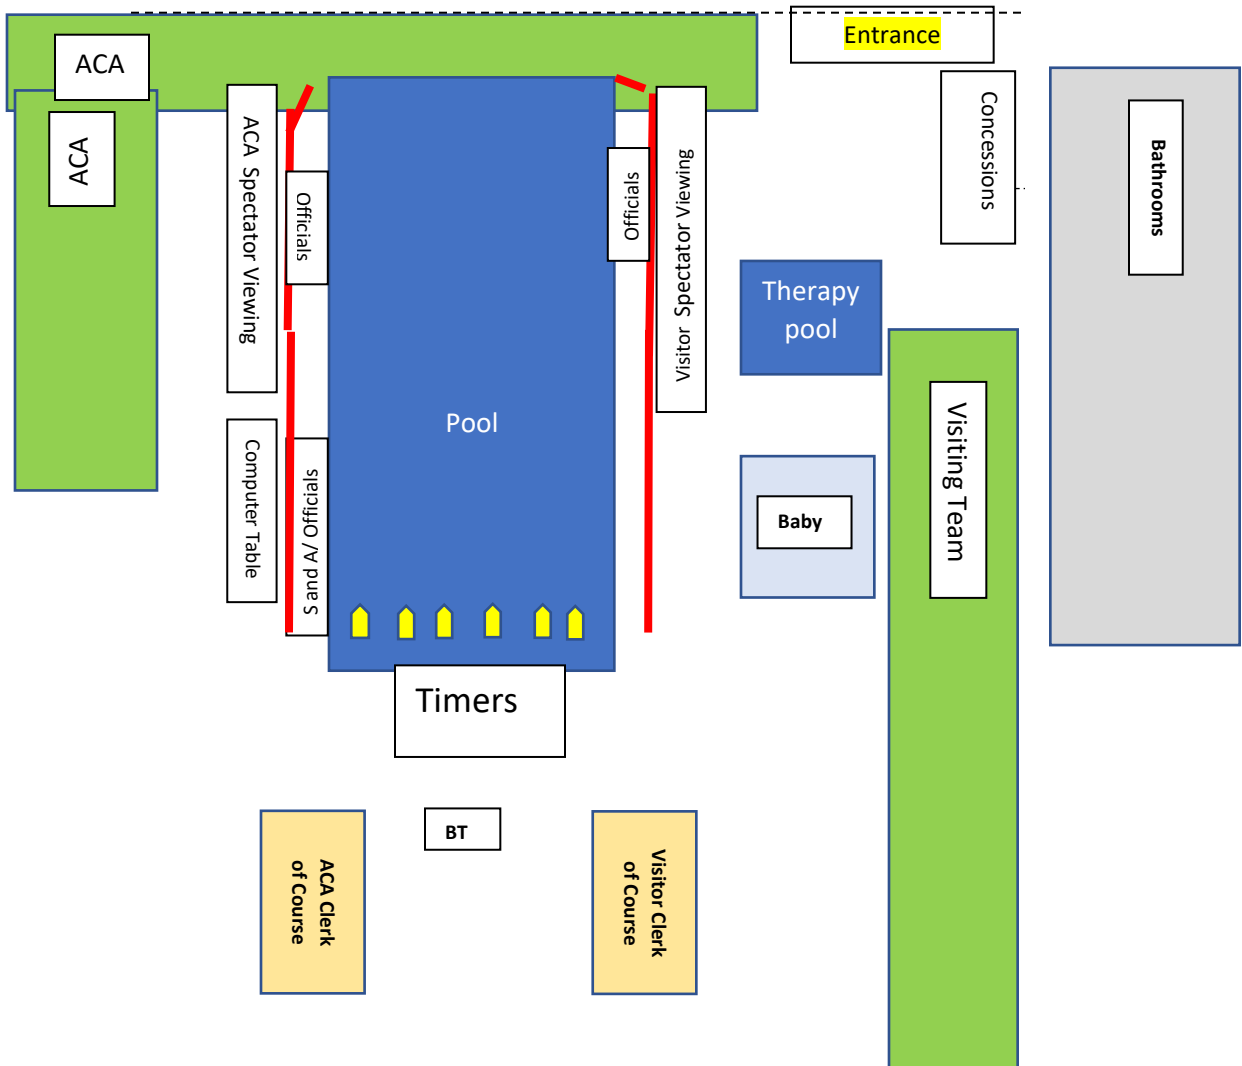 Entrance
ACA
ACA
ACA Spectator Viewing
Officials
Officials
Visitor Spectator Viewing
Concessions
Bathrooms
Therapy
pool
Pool
Visiting Team
Computer Table
S and A/ Officials
Baby
Timers
BT
ACA Clerk
of Course
Visitor Clerk
of Course